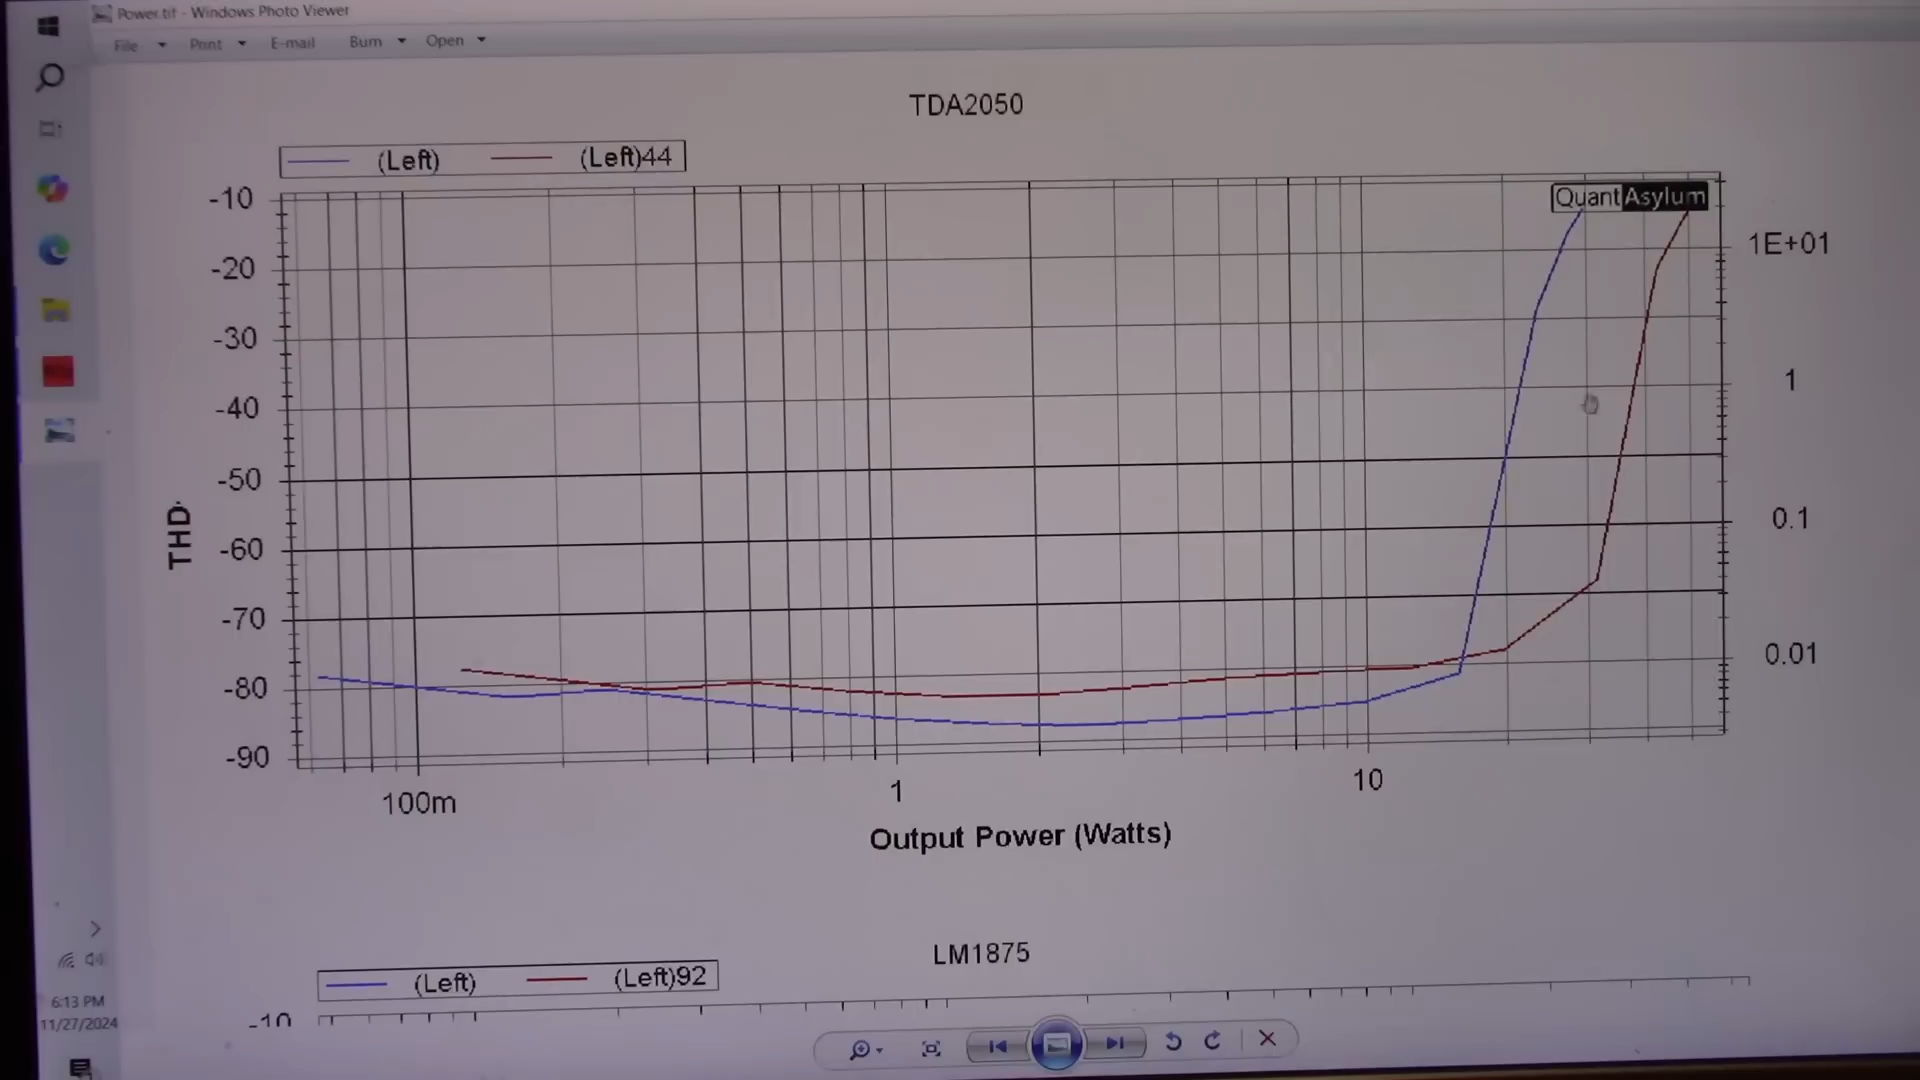 Power.tif - Windows Photo Viewer
File Print E-mail Burn Open
TDA2050
(Left) (Left)44
QuantAsylum
-10
-20
-30
-40
-50
-60
-70
-80
-90
THD
1E+01
1
0.1
0.01
100m 1 10
Output Power (Watts)
LM1875
(Left) (Left)92
-10
6:13 PM
11/27/2024